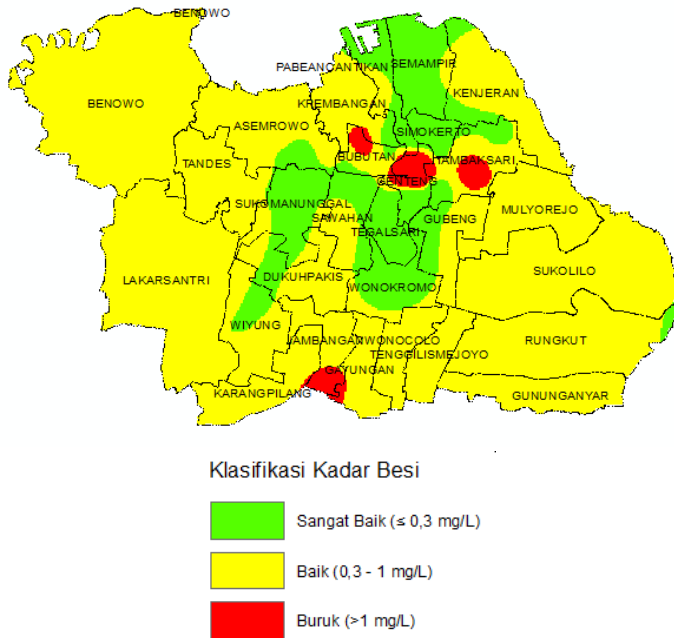 BENOWO
PABEANCANTIKAN
SEMAMPIR
KENJERAN
BENOWO
KREMBANGAN
ASEMROWO
SIMOKERTO
TANDES
BUBUTAN
TAMBAKSARI
GENTENG
SUKOMANUNGGAL
SAWAHAN
GUBENG
MULYOREJO
TEGALSARI
LAKARSANTRI
DUKUHPAKIS
WONOKROMO
SUKOLILO
WIYUNG
JAMBANGAN
WONOCOLO
TENGGILISMEJOYO
RUNGKUT
GAYUNGAN
KARANGPILANG
GUNUNGANYAR
Klasifikasi Kadar Besi
Sangat Baik (≤ 0,3 mg/L)
Baik (0,3 - 1 mg/L)
Buruk (>1 mg/L)